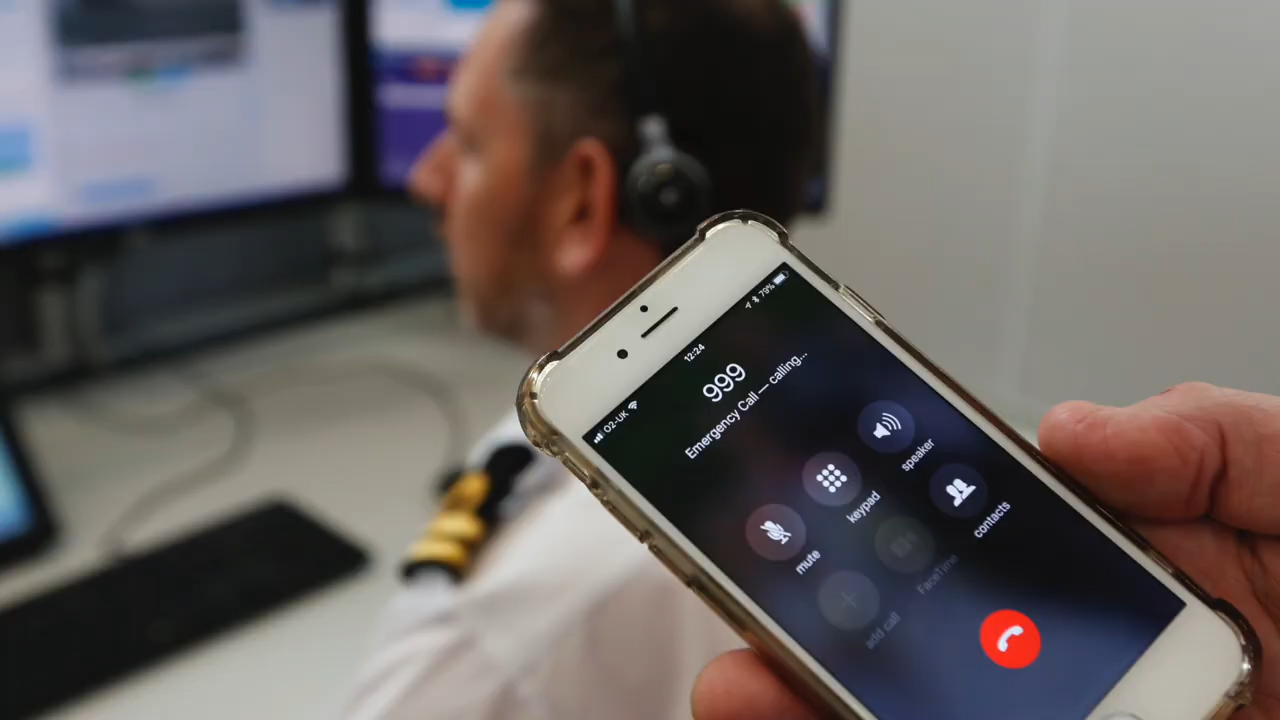 O2-UK 12:24 79%
999
Emergency Call — calling...
mute keypad speaker
add call FaceTime contacts